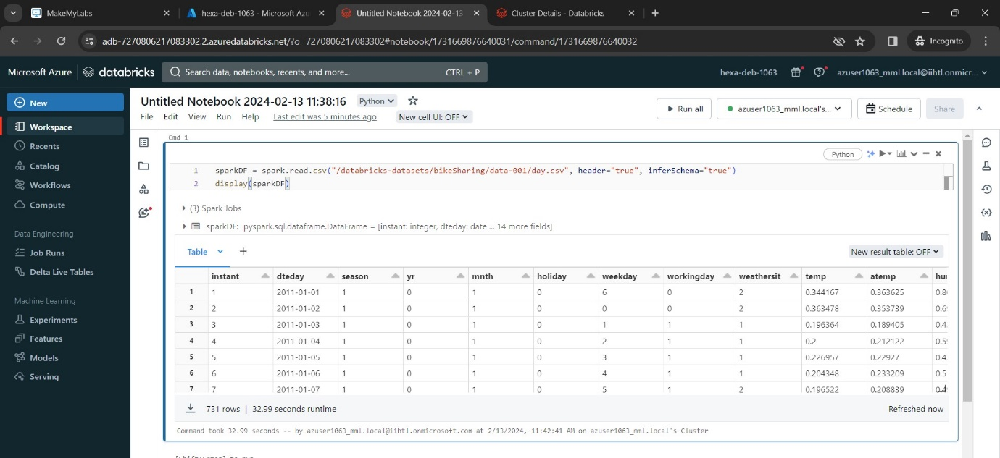 MakeMyLabs
hexa-deb-1063 - Microsoft Azu
Untitled Notebook 2024-02-13
Cluster Details - Databricks
adb-7270806217083302.2.azuredatabricks.net/?o=7270806217083302#notebook/1731669876640031/command/1731669876640032
Incognito
Microsoft Azure databricks
Search data, notebooks, recents, and more... CTRL + P
hexa-deb-1063
azuser1063_mml.local@iihtl.onmicr...
New
Workspace
Recents
Catalog
Workflows
Compute
Data Engineering
Job Runs
Delta Live Tables
Machine Learning
Experiments
Features
Models
Serving
Untitled Notebook 2024-02-13 11:38:16 Python
File Edit View Run Help Last edit was 5 minutes ago New cell UI: OFF
Run all azuser1063_mml.local's... Schedule Share
Cmd 1
Python
1 sparkDF = spark.read.csv("/databricks-datasets/bikeSharing/data-001/day.csv", header="true", inferSchema="true")
2 display(sparkDF)
(3) Spark Jobs
sparkDF: pyspark.sql.dataframe.DataFrame = [instant: integer, dteday: date ... 14 more fields]
Table + New result table: OFF
instant dteday season yr mnth holiday weekday workingday weathersit temp atemp hu
1 1 2011-01-01 1 0 1 0 6 0 2 0.344167 0.363625 0.8
2 2 2011-01-02 1 0 1 0 0 0 2 0.363478 0.353739 0.6
3 3 2011-01-03 1 0 1 0 1 1 1 0.196364 0.189405 0.4
4 4 2011-01-04 1 0 1 0 2 1 1 0.2 0.212122 0.5
5 5 2011-01-05 1 0 1 0 3 1 1 0.226957 0.22927 0.4
6 6 2011-01-06 1 0 1 0 4 1 1 0.204348 0.233209 0.5
7 7 2011-01-07 1 0 1 0 5 1 2 0.196522 0.208839
731 rows | 32.99 seconds runtime Refreshed now
Command took 32.99 seconds -- by azuser1063_mml.local@iihtl.onmicrosoft.com at 2/13/2024, 11:42:41 AM on azuser1063_mml.local's Cluster